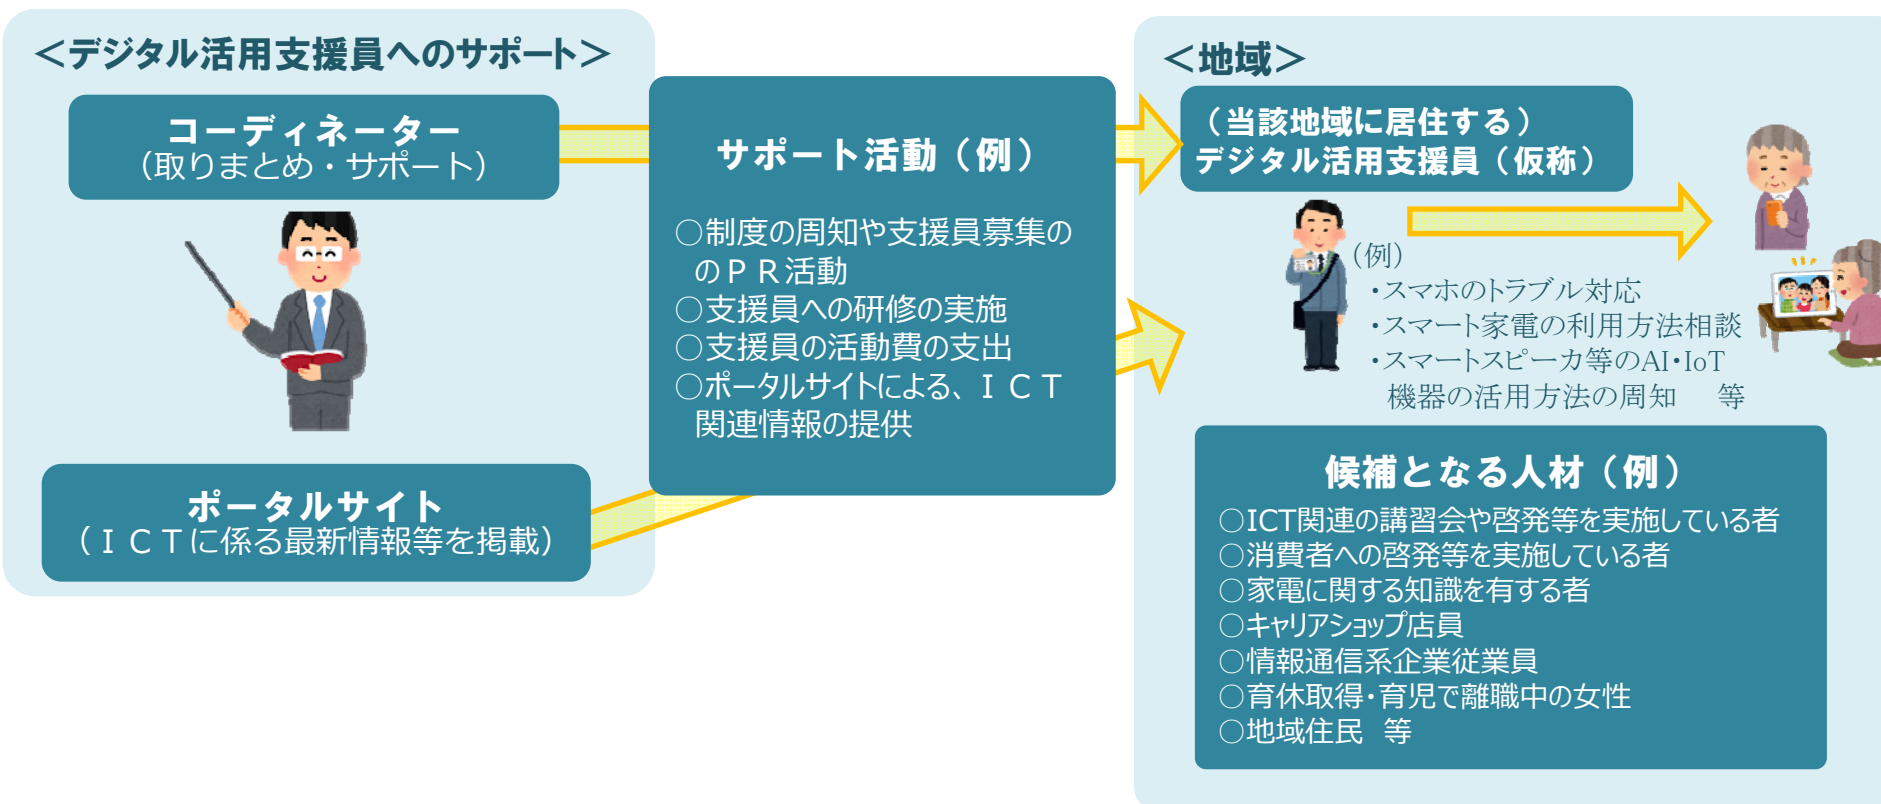 ＜デジタル活用支援員へのサポート＞
コーディネーター
（取りまとめ・サポート）
ポータルサイト
（ＩＣＴに係る最新情報等を掲載）
サポート活動（例）
○制度の周知や支援員募集の
のＰＲ活動
○支援員への研修の実施
○支援員の活動費の支出
○ポータルサイトによる、ＩＣＴ
関連情報の提供
＜地域＞
（当該地域に居住する）
デジタル活用支援員（仮称）
（例）
・スマホのトラブル対応
・スマート家電の利用方法相談
・スマートスピーカ等のAI・IoT
機器の活用方法の周知　等
候補となる人材（例）
○ICT関連の講習会や啓発等を実施している者
○消費者への啓発等を実施している者
○家電に関する知識を有する者
○キャリアショップ店員
○情報通信系企業従業員
○育休取得・育児で離職中の女性
○地域住民　等